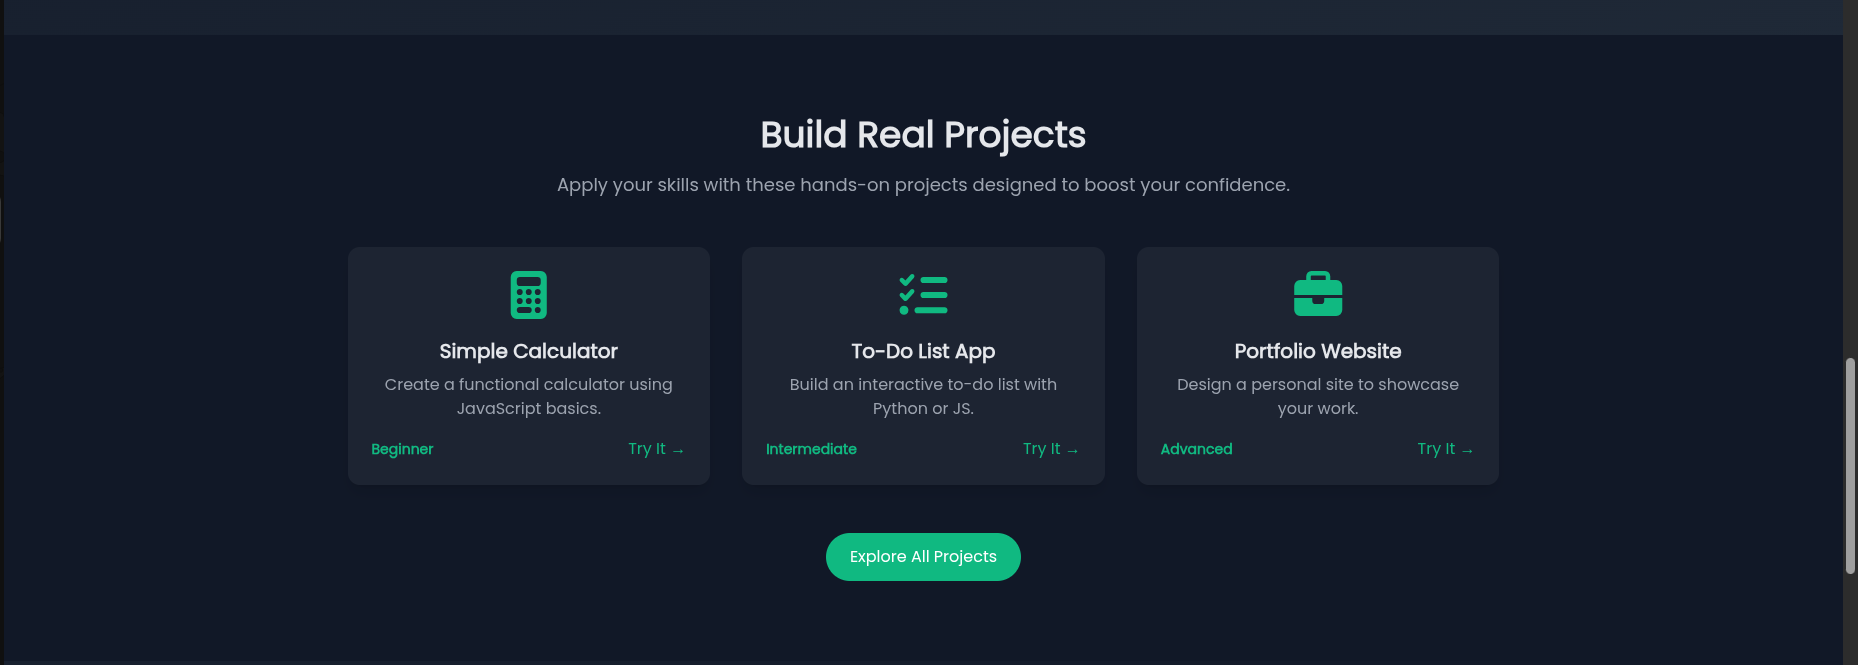 Build Real Projects
Apply your skills with these hands-on projects designed to boost your confidence.
Simple Calculator
Create a functional calculator using
JavaScript basics.
Beginner
Try It →
To-Do List App
Build an interactive to-do list with
Python or JS.
Intermediate
Try It →
Portfolio Website
Design a personal site to showcase
your work.
Advanced
Try It →
Explore All Projects